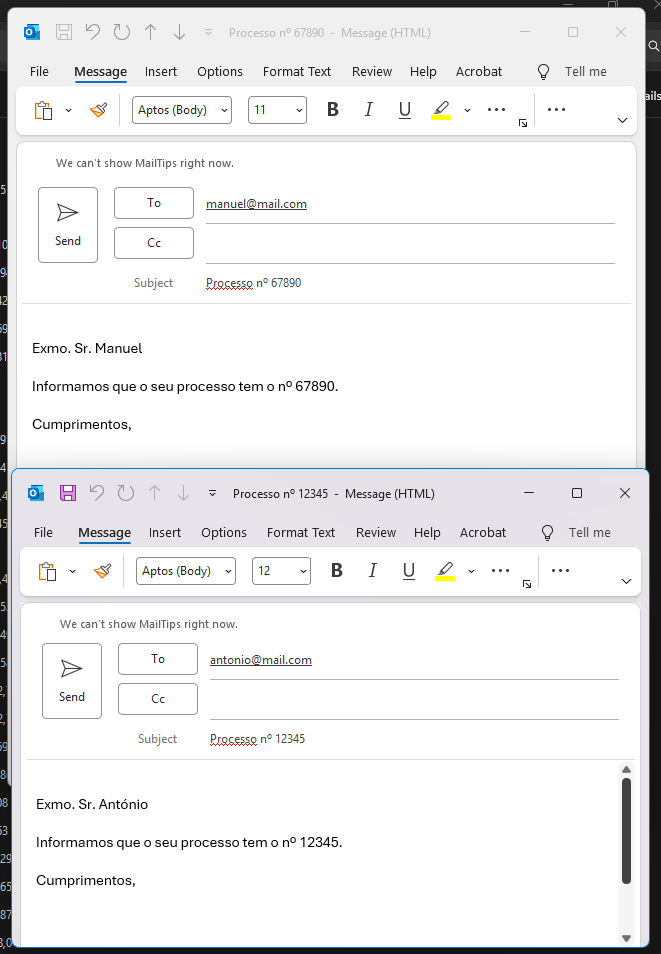 Processo nº 67890 - Message (HTML)
File Message Insert Options Format Text Review Help Acrobat Tell me
ails
Aptos (Body) 11 B I U
We can't show MailTips right now.
Send
To manuel@mail.com
Cc
Subject Processo nº 67890
Exmo. Sr. Manuel
Informamos que o seu processo tem o nº 67890.
Cumprimentos,
Processo nº 12345 - Message (HTML)
File Message Insert Options Format Text Review Help Acrobat Tell me
Aptos (Body) 12 B I U
We can't show MailTips right now.
Send
To antonio@mail.com
Cc
Subject Processo nº 12345
Exmo. Sr. António
Informamos que o seu processo tem o nº 12345.
Cumprimentos,